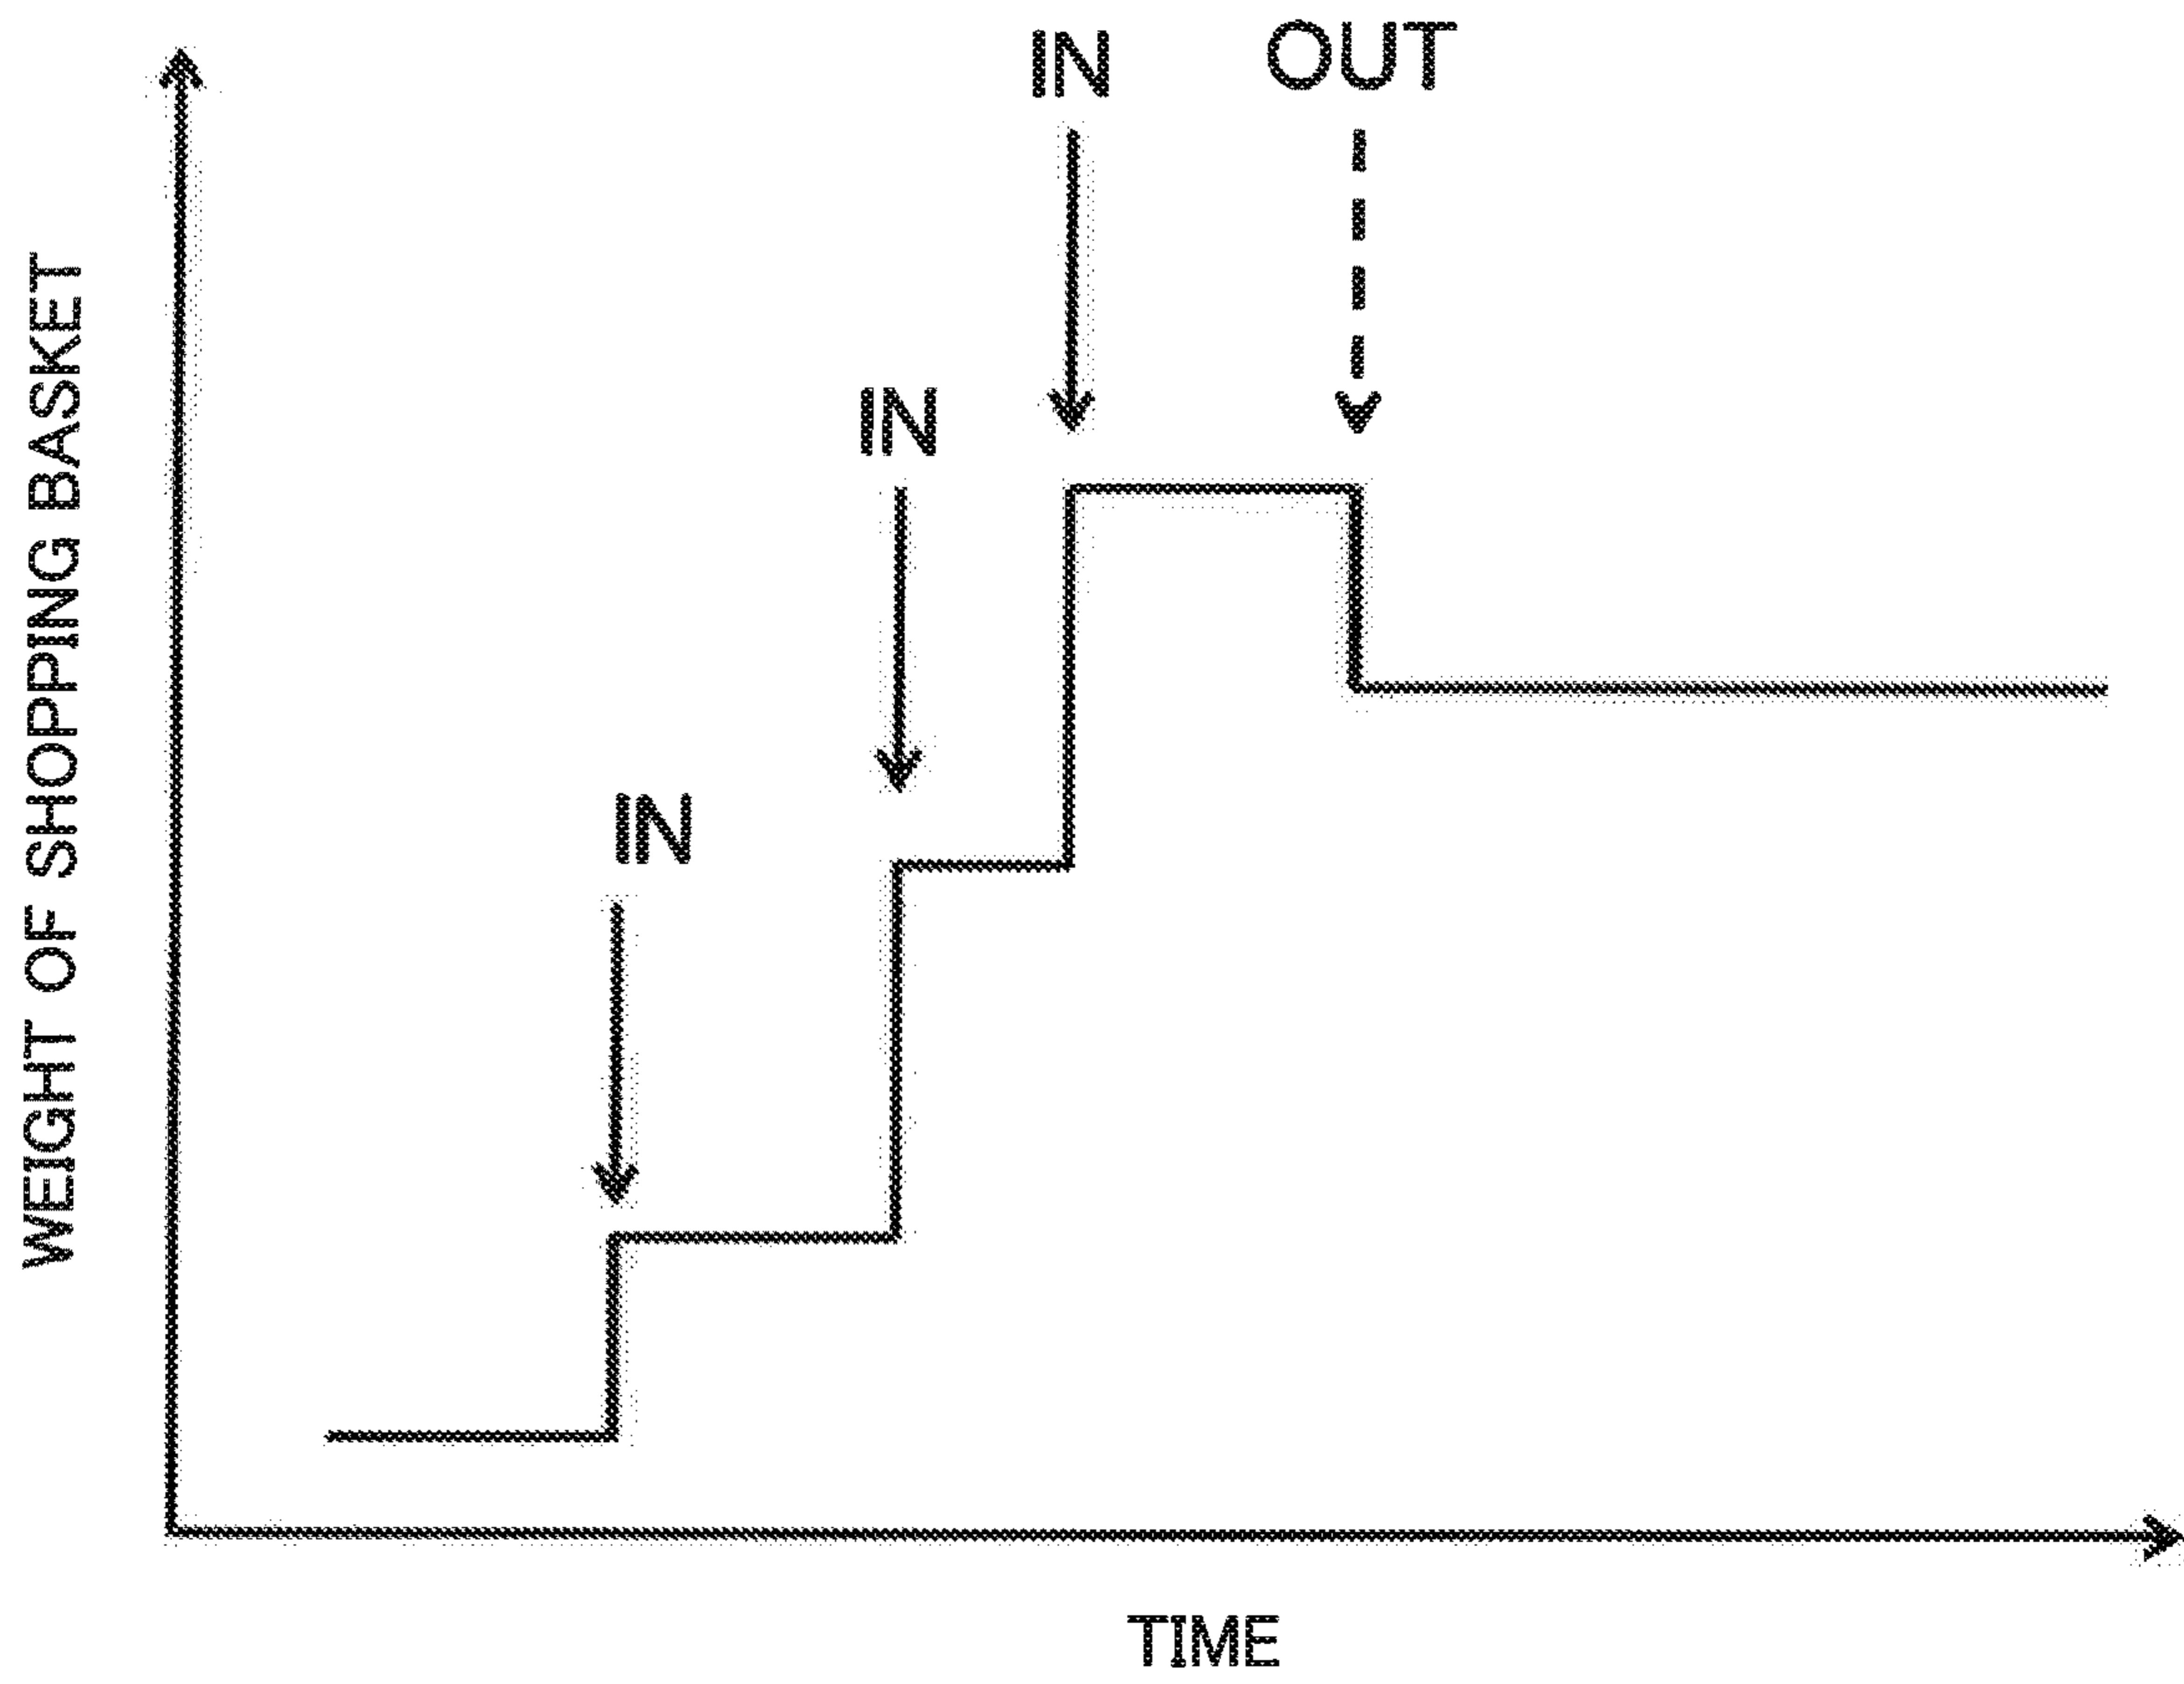 IN
OUT
IN
IN
WEIGHT OF SHOPPING BASKET
TIME